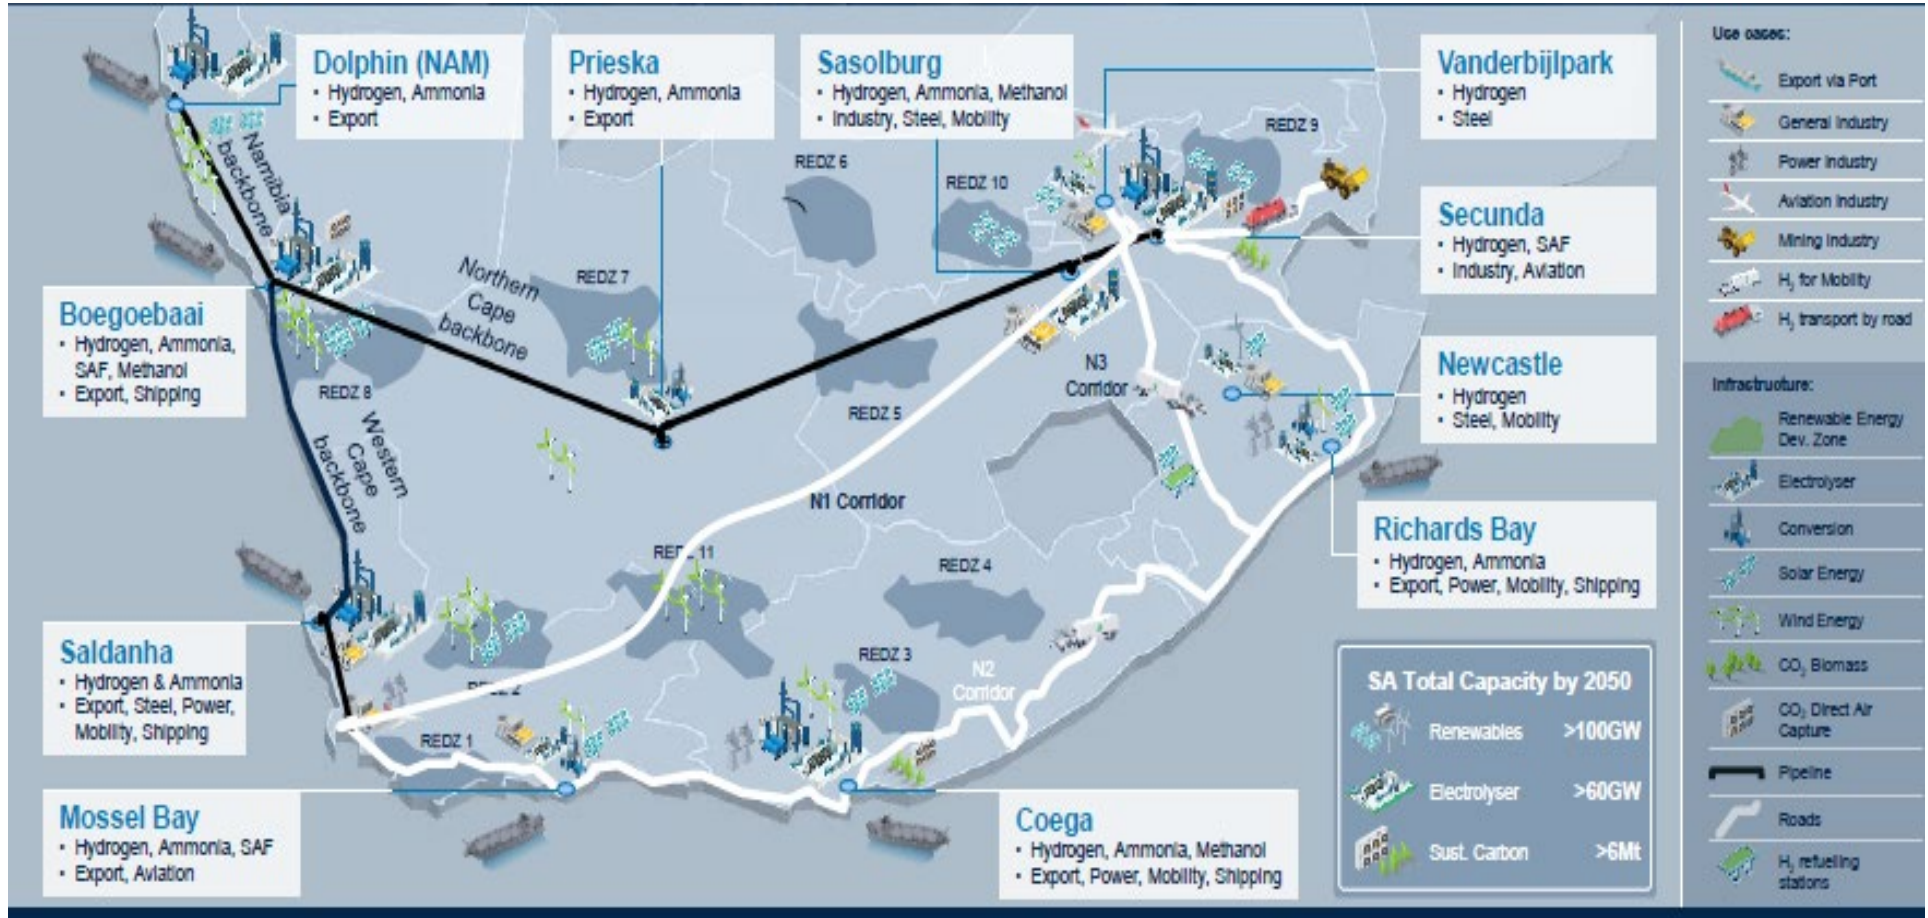 Dolphin (NAM)
• Hydrogen, Ammonia
• Export
Prieska
• Hydrogen, Ammonia
• Export
Sasolburg
• Hydrogen, Ammonia, Methanol
• Industry, Steel, Mobility
Vanderbijlpark
• Hydrogen
• Steel
Secunda
• Hydrogen, SAF
• Industry, Aviation
Newcastle
• Hydrogen
• Steel, Mobility
Richards Bay
• Hydrogen, Ammonia
• Export, Power, Mobility, Shipping
Boegoebaai
• Hydrogen, Ammonia,
SAF, Methanol
• Export, Shipping
Saldanha
• Hydrogen & Ammonia
• Export, Steel, Power,
Mobility, Shipping
Mossel Bay
• Hydrogen, Ammonia, SAF
• Export, Aviation
Coega
• Hydrogen, Ammonia, Methanol
• Export, Power, Mobility, Shipping
Namibia
backbone
Northern
Cape
backbone
Western
Cape
backbone
REDZ 6
REDZ 9
REDZ 10
REDZ 7
REDZ 8
REDZ 5
N3
Corridor
N1 Corridor
REDZ 11
REDZ 4
REDZ 3
N2
Corridor
REDZ 1
SA Total Capacity by 2050
Renewables >100GW
Electrolyser >60GW
Sust. Carbon >6Mt
Use cases:
Export via Port
General Industry
Power Industry
Aviation Industry
Mining Industry
H₂ for Mobility
H₂ transport by road
Infrastructure:
Renewable Energy
Dev. Zone
Electrolyser
Conversion
Solar Energy
Wind Energy
CO₂ Biomass
CO₂ Direct Air
Capture
Pipeline
Roads
H₂ refueling
stations